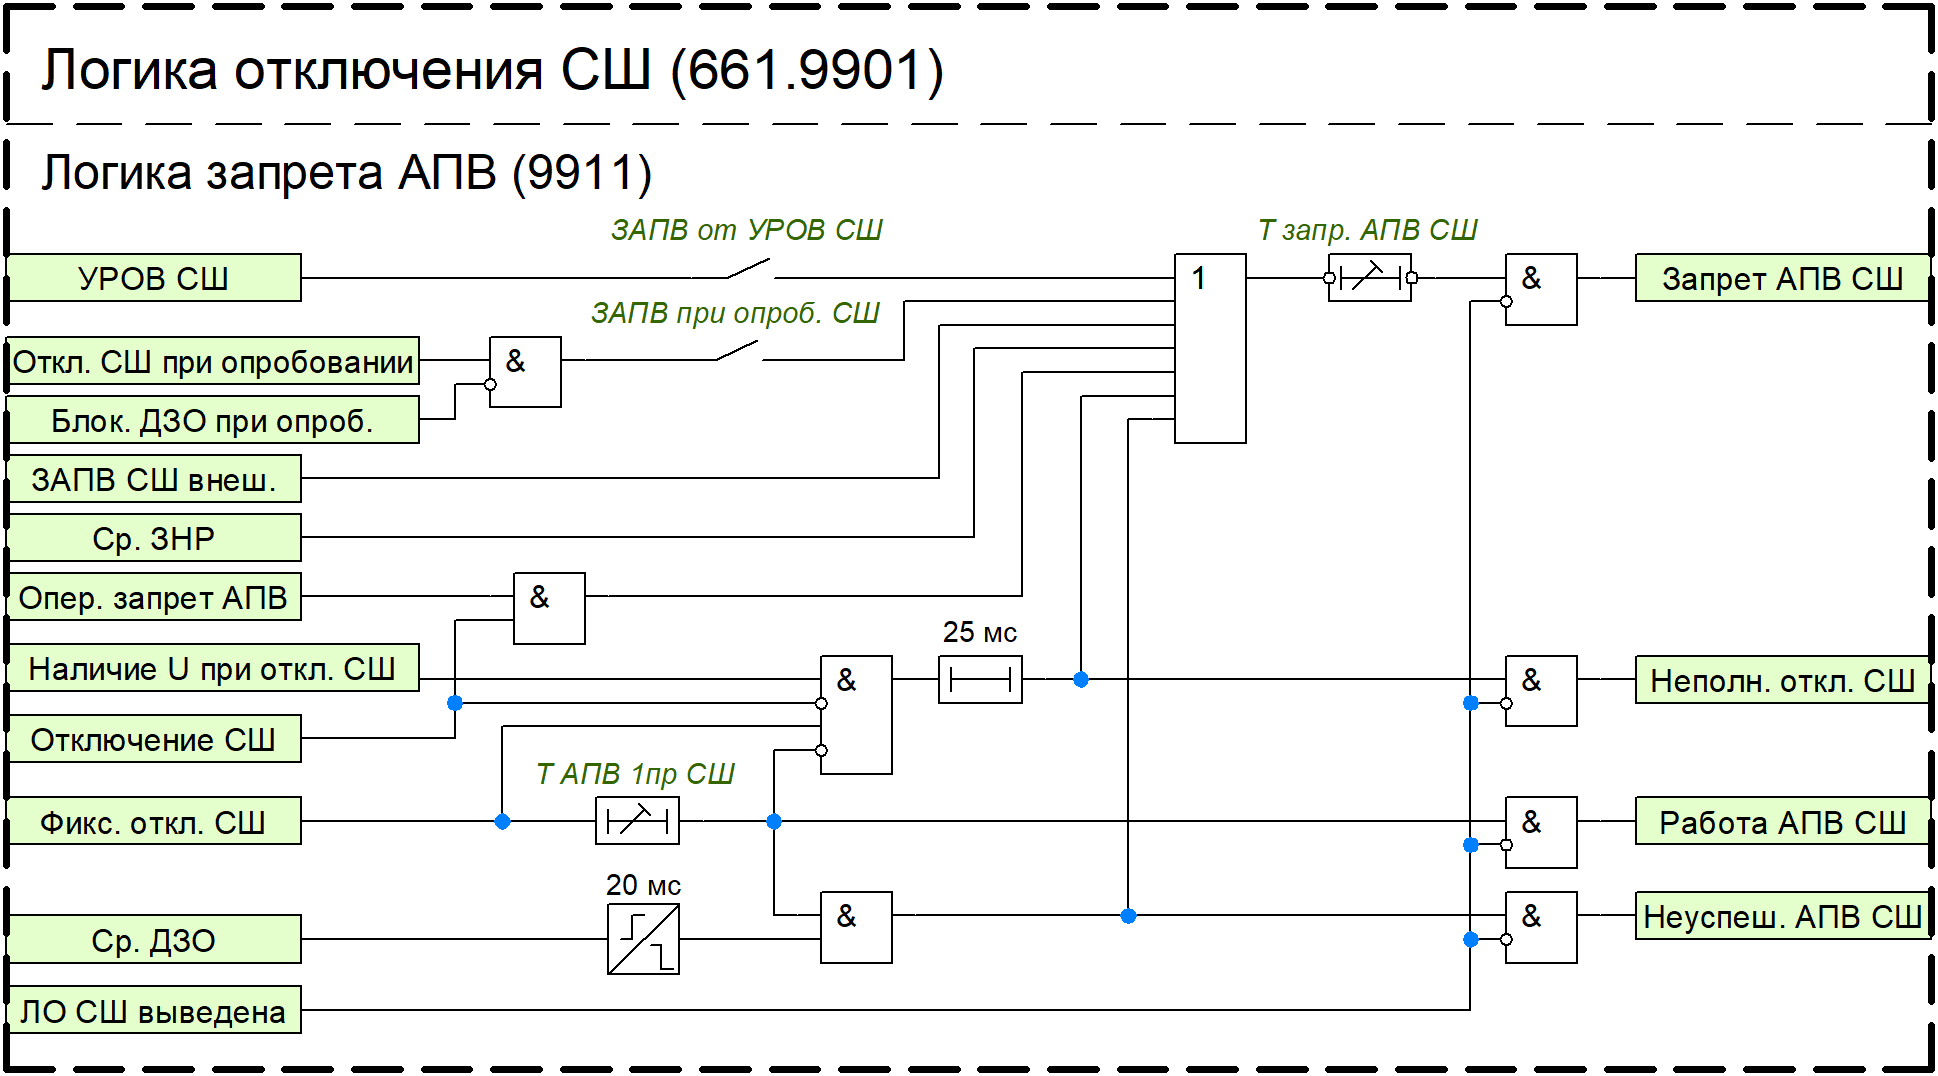 Логика отключения СШ (661.9901)
Логика запрета АПВ (9911)
ЗАПВ от УРОВ СШ
Т запр. АПВ СШ
УРОВ СШ
1
&
Запрет АПВ СШ
ЗАПВ при опроб. СШ
Откл. СШ при опробовании
&
Блок. ДЗО при опроб.
ЗАПВ СШ внеш.
Ср. ЗНР
Опер. запрет АПВ
&
25 мс
Наличие U при откл. СШ
&
&
Неполн. откл. СШ
Отключение СШ
Т АПВ 1пр СШ
Фикс. откл. СШ
&
Работа АПВ СШ
20 мс
&
&
Неуспеш. АПВ СШ
Ср. ДЗО
ЛО СШ выведена